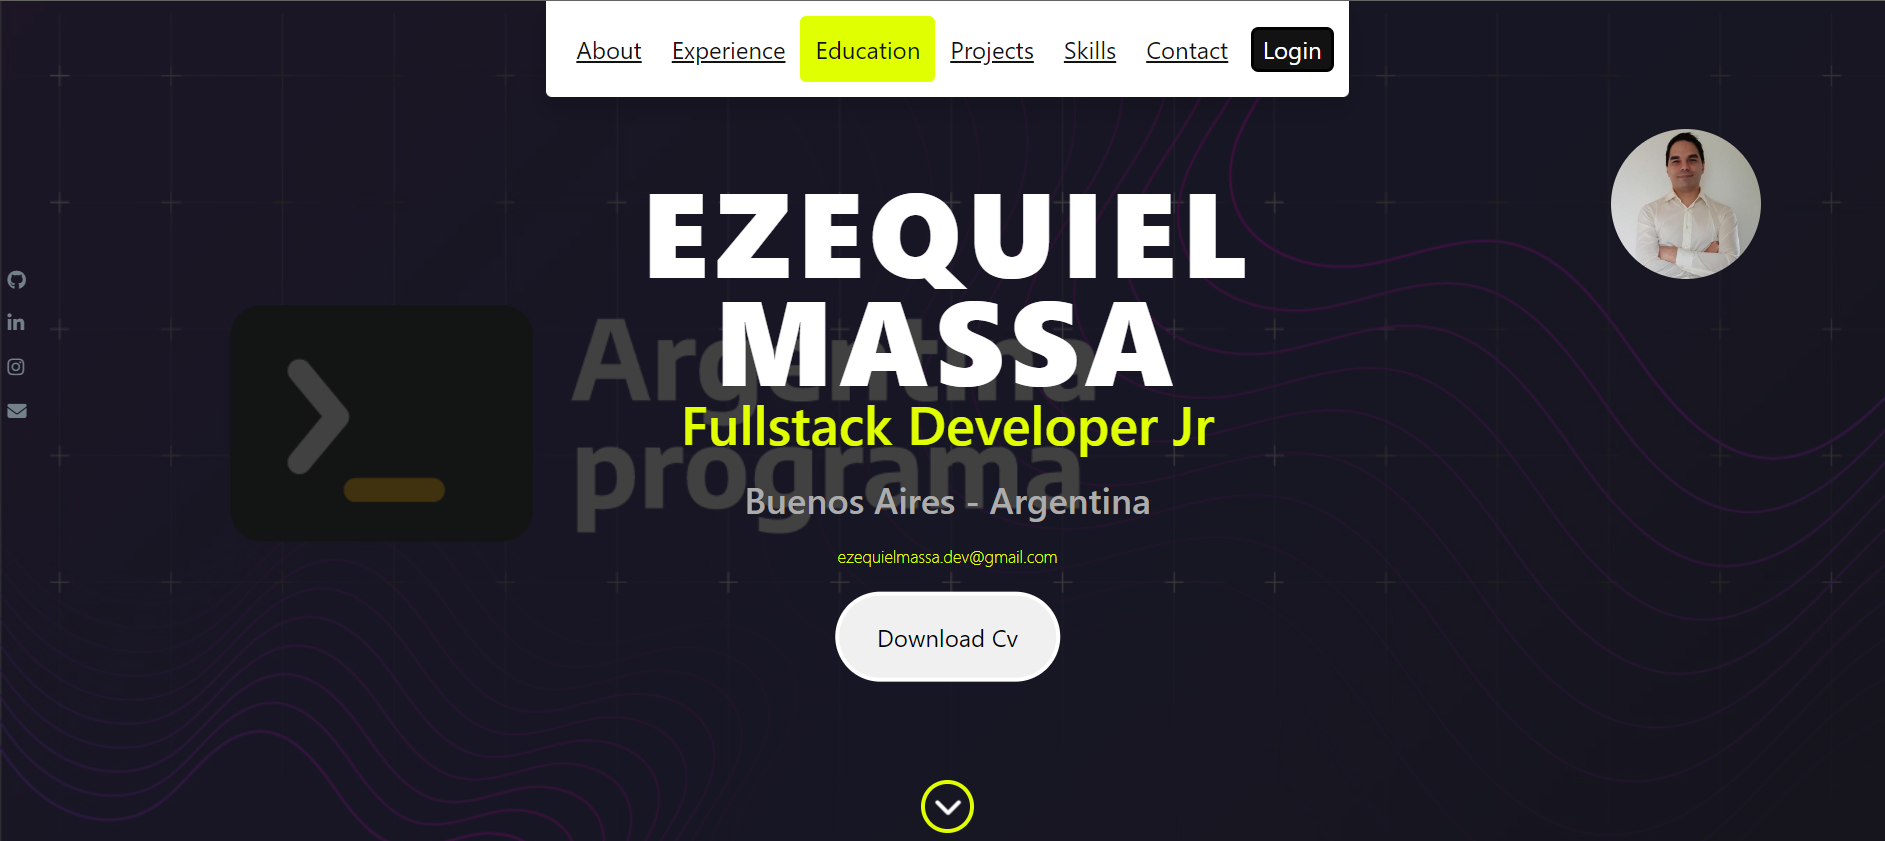 About Experience Education Projects Skills Contact Login
EZEQUIEL
MASSA
Argentina
Fullstack Developer Jr
programa
Buenos Aires - Argentina
ezequielmassa.dev@gmail.com
Download Cv